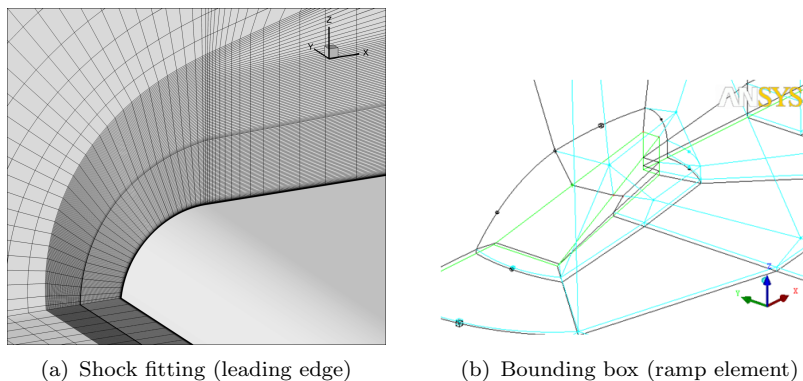 Z
Y
X
ANSYS
Z
Y
X
(a) Shock fitting (leading edge)
(b) Bounding box (ramp element)